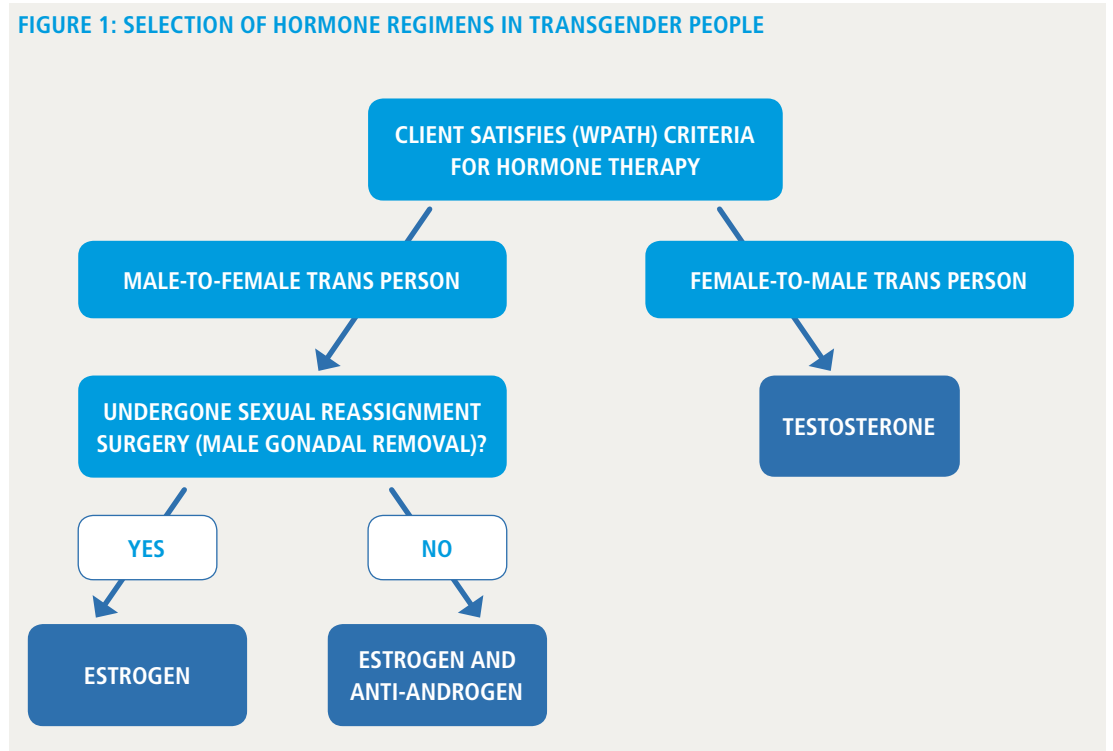 FIGURE 1: SELECTION OF HORMONE REGIMENS IN TRANSGENDER PEOPLE
CLIENT SATISFIES (WPATH) CRITERIA
FOR HORMONE THERAPY
MALE-TO-FEMALE TRANS PERSON
FEMALE-TO-MALE TRANS PERSON
UNDERGONE SEXUAL REASSIGNMENT
SURGERY (MALE GONADAL REMOVAL)?
TESTOSTERONE
YES
NO
ESTROGEN
ESTROGEN AND
ANTI-ANDROGEN